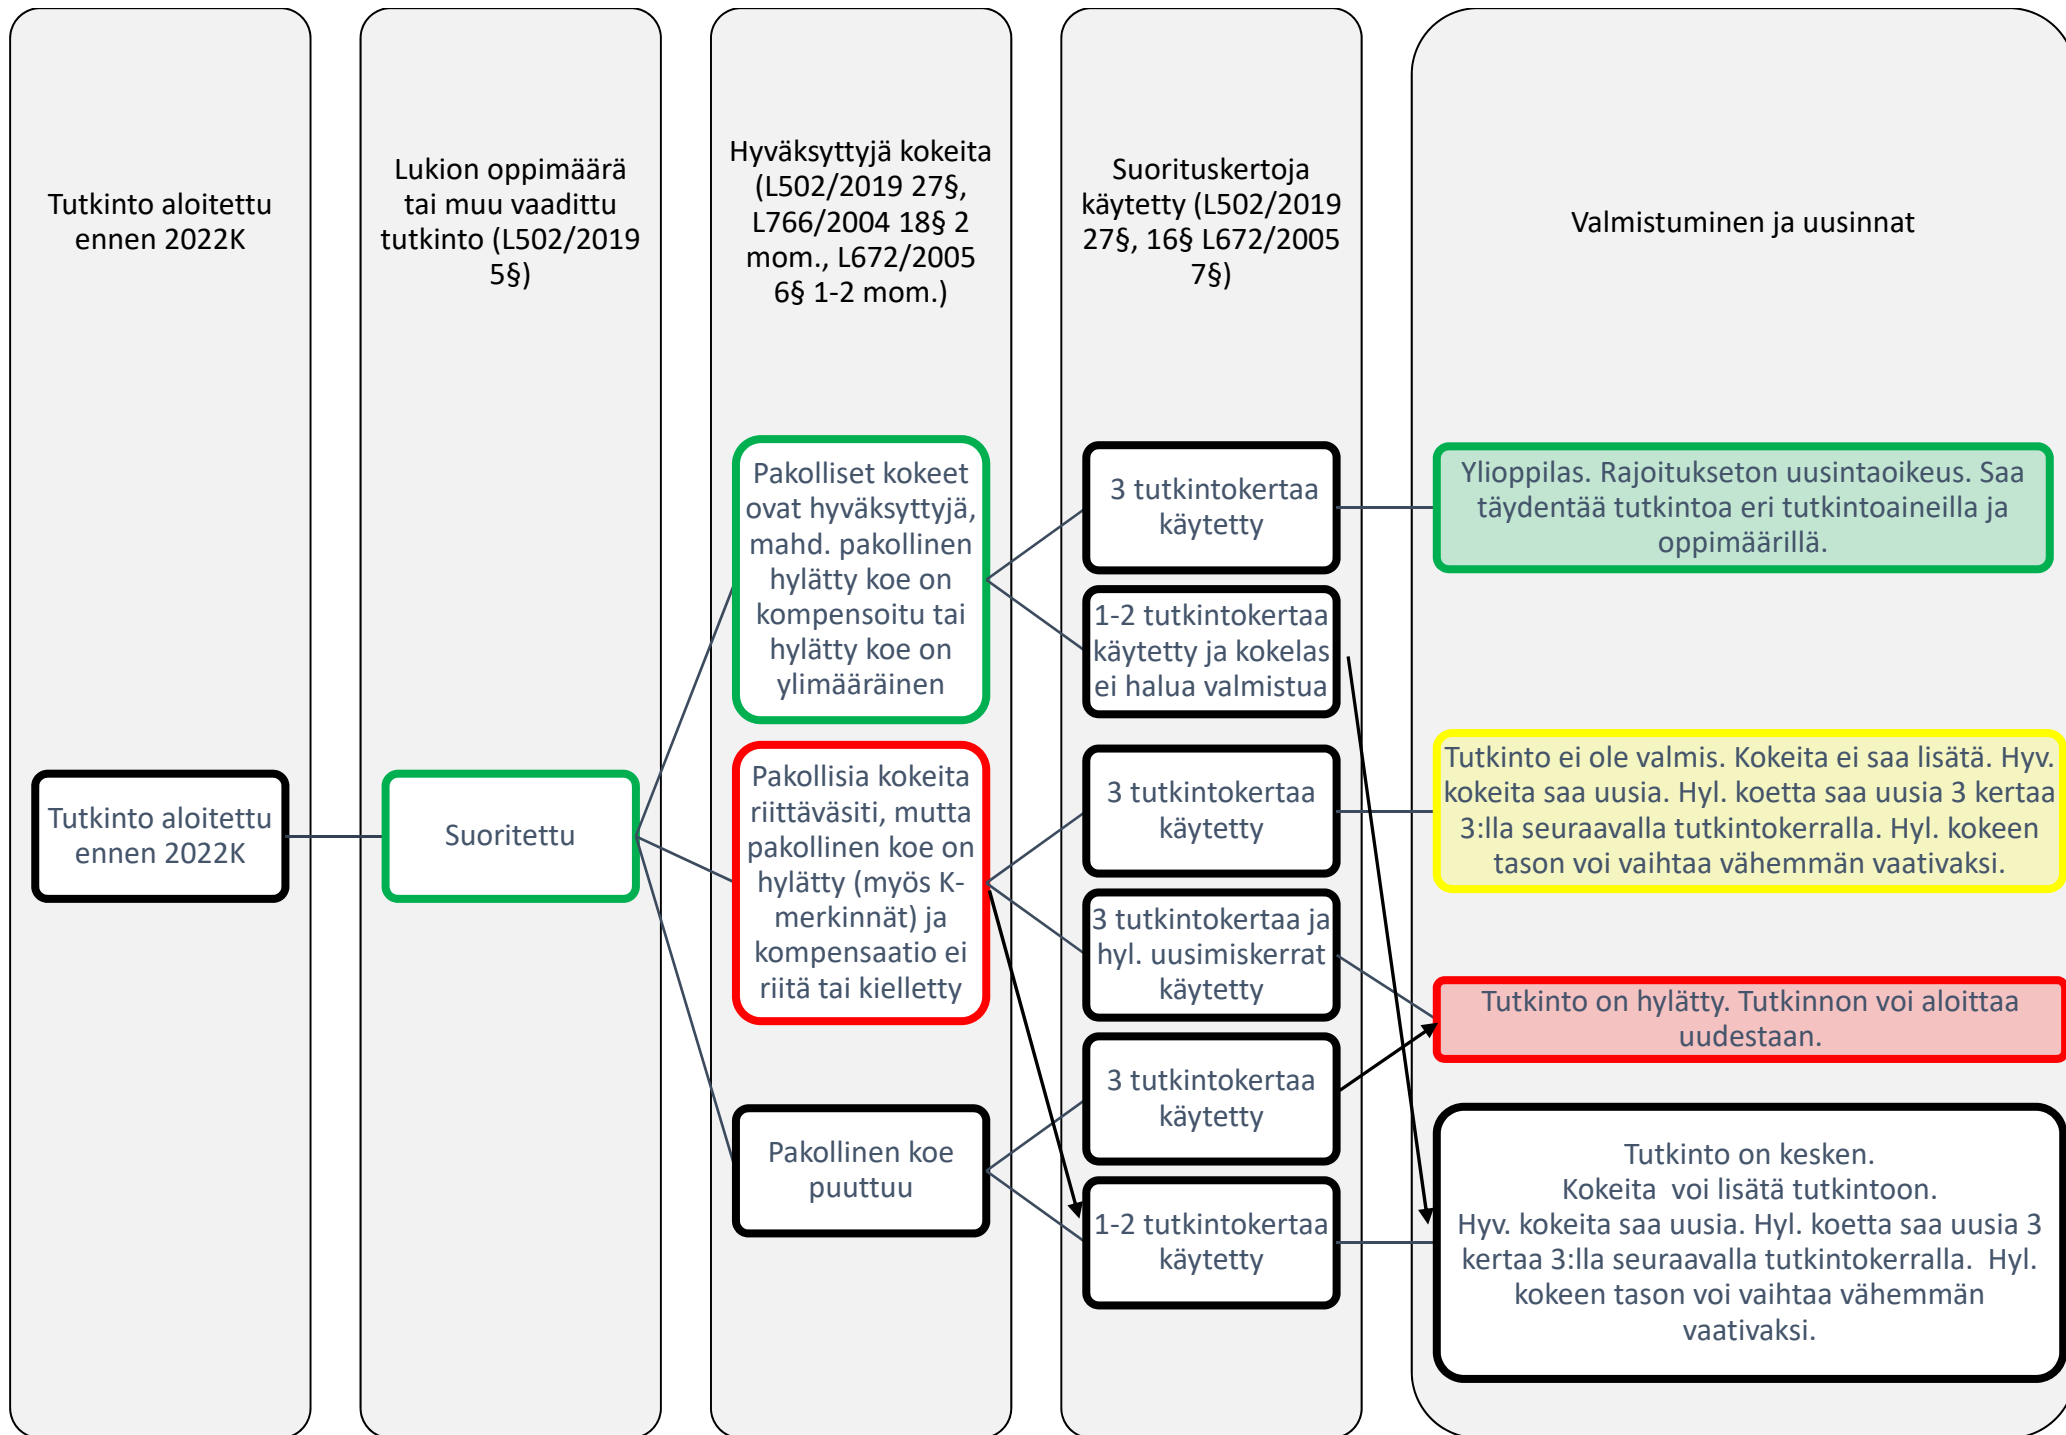 Tutkinto aloitettu
ennen 2022K
Lukion oppimäärä
tai muu vaadittu
tutkinto (L502/2019
5§)
Hyväksyttyjä kokeita
(L502/2019 27§,
L766/2004 18§ 2
mom., L672/2005
6§ 1-2 mom.)
Suorituskertoja
käytetty (L502/2019
27§, 16§ L672/2005
7§)
Valmistuminen ja uusinnat
Tutkinto aloitettu
ennen 2022K
Suoritettu
Pakolliset kokeet
ovat hyväksyttyjä,
mahd. pakollinen
hylätty koe on
kompensoitu tai
hylätty koe on
ylimääräinen
Pakollisia kokeita
riittäväsiti, mutta
pakollinen koe on
hylätty (myös K-
merkinnät) ja
kompensaatio ei
riitä tai kielletty
Pakollinen koe
puuttuu
3 tutkintokertaa
käytetty
1-2 tutkintokertaa
käytetty ja kokelas
ei halua valmistua
3 tutkintokertaa
käytetty
3 tutkintokertaa ja
hyl. uusimiskerrat
käytetty
3 tutkintokertaa
käytetty
1-2 tutkintokertaa
käytetty
Ylioppilas. Rajoitukseton uusintaoikeus. Saa
täydentää tutkintoa eri tutkintoaineilla ja
oppimäärillä.
Tutkinto ei ole valmis. Kokeita ei saa lisätä. Hyv.
kokeita saa uusia. Hyl. koetta saa uusia 3 kertaa
3:lla seuraavalla tutkintokerralla. Hyl. kokeen
tason voi vaihtaa vähemmän vaativaksi.
Tutkinto on hylätty. Tutkinnon voi aloittaa
uudestaan.
Tutkinto on kesken.
Kokeita  voi lisätä tutkintoon.
Hyv. kokeita saa uusia. Hyl. koetta saa uusia 3
kertaa 3:lla seuraavalla tutkintokerralla.  Hyl.
kokeen tason voi vaihtaa vähemmän
vaativaksi.